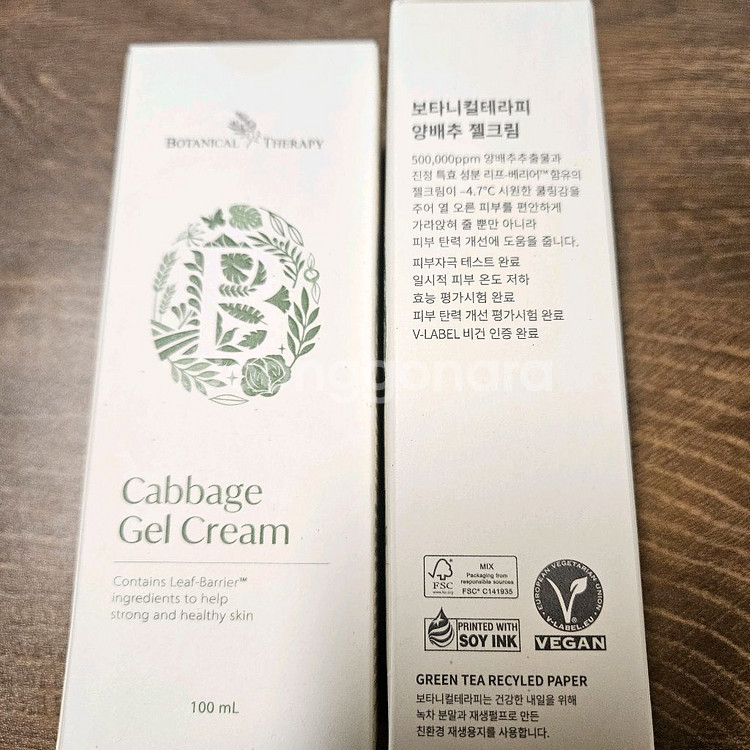 BOTANICAL THERAPY
B
Cabbage
Gel Cream
Contains Leaf-Barrier™
ingredients to help
strong and healthy skin
100 mL
보타니컬테라피
양배추 젤크림
500,000ppm 양배추추출물과
진정 특효 성분 리프-베리어™ 함유의
젤크림이 -4.7℃ 시원한 쿨링감을
주어 열 오른 피부를 편안하게
가라앉혀 줄 뿐만 아니라
피부 탄력 개선에 도움을 줍니다.
피부자극 테스트 완료
일시적 피부 온도 저하
효능 평가시험 완료
피부 탄력 개선 평가시험 완료
V-LABEL 비건 인증 완료
FSC
www.fsc.org
MIX
Packaging from
responsible sources
FSC® C141935
PRINTED WITH
SOY INK
EUROPEAN VEGETARIAN UNION
V-LABEL.EU
VEGAN
GREEN TEA RECYLED PAPER
보타니컬테라피는 건강한 내일을 위해
녹차 분말과 재생펄프로 만든
친환경 재생용지를 사용합니다.